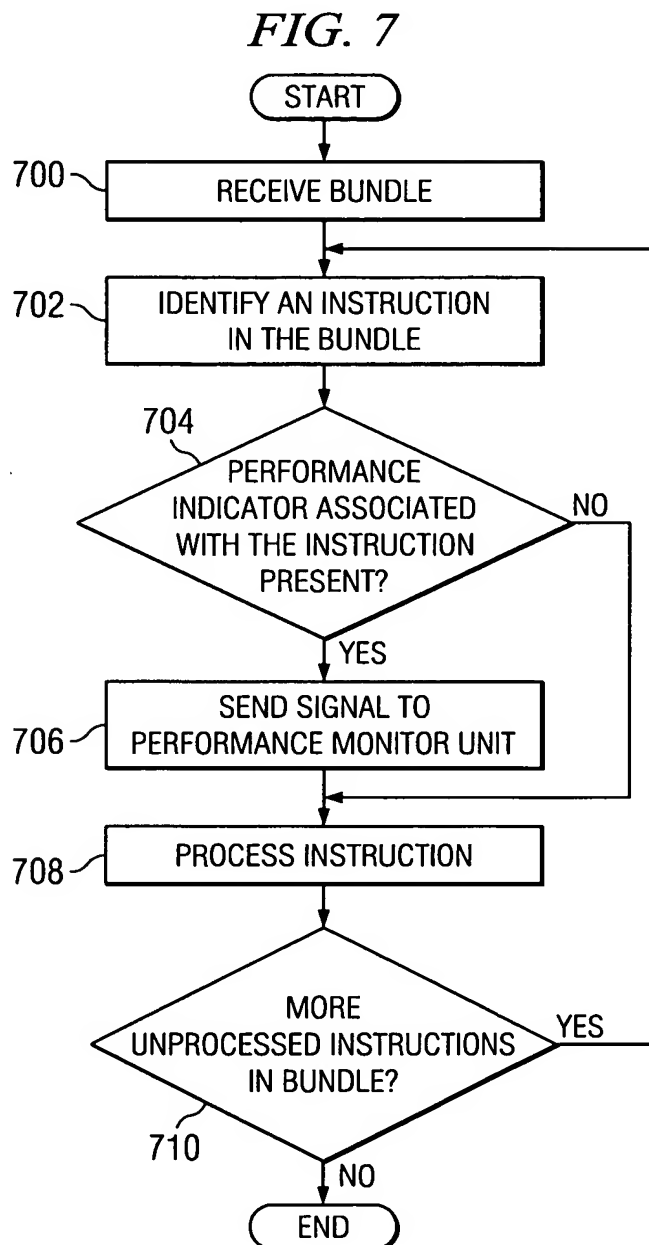 FIG. 7
START
700
RECEIVE BUNDLE
702
IDENTIFY AN INSTRUCTION
IN THE BUNDLE
704
PERFORMANCE
INDICATOR ASSOCIATED
WITH THE INSTRUCTION
PRESENT?
NO
YES
706
SEND SIGNAL TO
PERFORMANCE MONITOR UNIT
708
PROCESS INSTRUCTION
MORE
UNPROCESSED INSTRUCTIONS
IN BUNDLE?
YES
710
NO
END